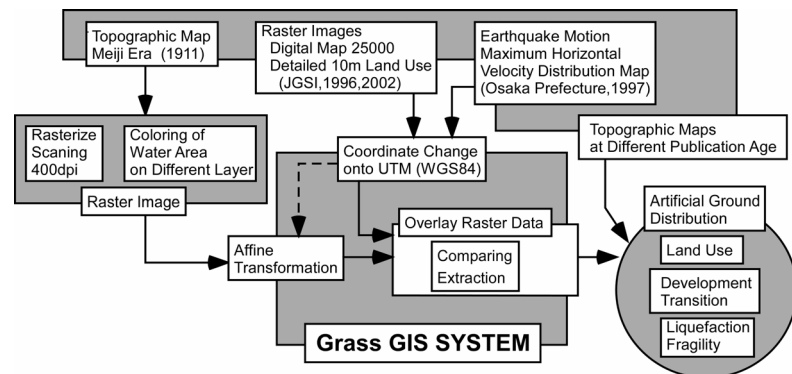 Topographic Map
Meiji Era (1911)
Raster Images
Digital Map 25000
Detailed 10m Land Use
(JGSI,1996,2002)
Earthquake Motion
Maximum Horizontal
Velocity Distribution Map
(Osaka Prefecture,1997)
Rasterize
Scaning
400dpi
Coloring of
Water Area
on Different Layer
Raster Image
Coordinate Change
onto UTM (WGS84)
Topographic Maps
at Different Publication Age
Affine
Transformation
Overlay Raster Data
Comparing
Extraction
Artificial Ground
Distribution
Land Use
Development
Transition
Liquefaction
Fragility
Grass GIS SYSTEM